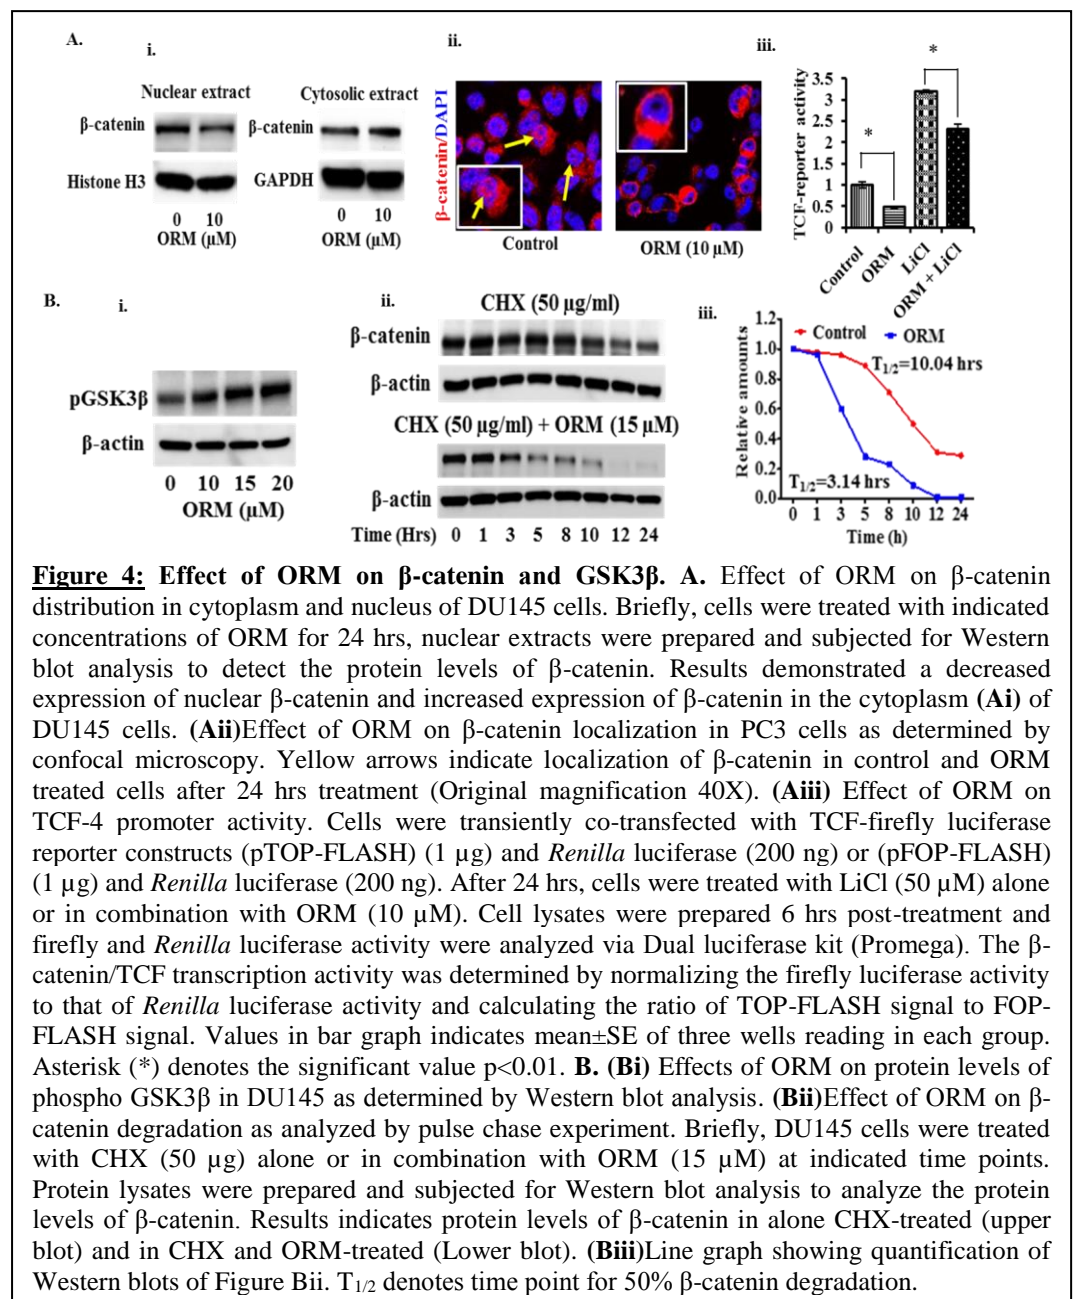 A.
i.
Nuclear extract
Cytosolic extract
β-catenin
β-catenin
Histone H3
GAPDH
0 10
ORM (µM)
0 10
ORM (µM)
ii.
β-catenin/DAPI
Control
ORM (10 µM)
iii.
*
*
TCF-reporter activity
3.5
3
2.5
2
1.5
1
0.5
0
Control
ORM
LiCl
ORM + LiCl
B.
i.
pGSK3β
β-actin
0 10 15 20
ORM (µM)
ii.
CHX (50 µg/ml)
β-catenin
β-actin
CHX (50 µg/ml) + ORM (15 µM)
β-actin
Time (Hrs) 0 1 3 5 8 10 12 24
iii.
Relative amounts
1.2
1.0
0.8
0.6
0.4
0.2
0.0
Control ORM
T1/2=10.04 hrs
T1/2=3.14 hrs
0 1 3 5 8 10 12 24
Time (h)
Figure 4: Effect of ORM on β-catenin and GSK3β. A. Effect of ORM on β-catenin
distribution in cytoplasm and nucleus of DU145 cells. Briefly, cells were treated with indicated
concentrations of ORM for 24 hrs, nuclear extracts were prepared and subjected for Western
blot analysis to detect the protein levels of β-catenin. Results demonstrated a decreased
expression of nuclear β-catenin and increased expression of β-catenin in the cytoplasm (Ai) of
DU145 cells. (Aii)Effect of ORM on β-catenin localization in PC3 cells as determined by
confocal microscopy. Yellow arrows indicate localization of β-catenin in control and ORM
treated cells after 24 hrs treatment (Original magnification 40X). (Aiii) Effect of ORM on
TCF-4 promoter activity. Cells were transiently co-transfected with TCF-firefly luciferase
reporter constructs (pTOP-FLASH) (1 µg) and Renilla luciferase (200 ng) or (pFOP-FLASH)
(1 µg) and Renilla luciferase (200 ng). After 24 hrs, cells were treated with LiCl (50 µM) alone
or in combination with ORM (10 µM). Cell lysates were prepared 6 hrs post-treatment and
firefly and Renilla luciferase activity were analyzed via Dual luciferase kit (Promega). The β-
catenin/TCF transcription activity was determined by normalizing the firefly luciferase activity
to that of Renilla luciferase activity and calculating the ratio of TOP-FLASH signal to FOP-
FLASH signal. Values in bar graph indicates mean±SE of three wells reading in each group.
Asterisk (*) denotes the significant value p<0.01. B. (Bi) Effects of ORM on protein levels of
phospho GSK3β in DU145 as determined by Western blot analysis. (Bii)Effect of ORM on β-
catenin degradation as analyzed by pulse chase experiment. Briefly, DU145 cells were treated
with CHX (50 µg) alone or in combination with ORM (15 µM) at indicated time points.
Protein lysates were prepared and subjected for Western blot analysis to analyze the protein
levels of β-catenin. Results indicates protein levels of β-catenin in alone CHX-treated (upper
blot) and in CHX and ORM-treated (Lower blot). (Biii)Line graph showing quantification of
Western blots of Figure Bii. T1/2 denotes time point for 50% β-catenin degradation.